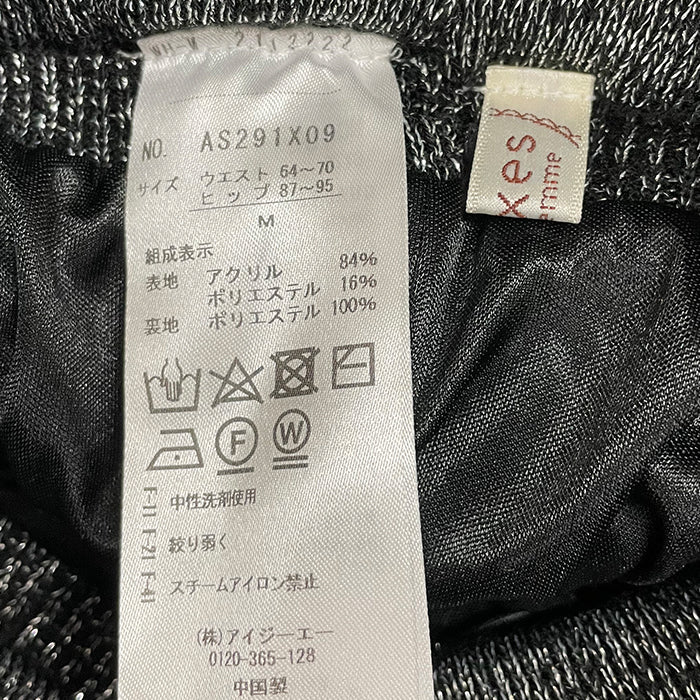 NO. AS291X09
サイズ ウエスト 64～70
ヒップ 87～95
M
組成表示
表地 アクリル 84%
ポリエステル 16%
裏地 ポリエステル 100%
F
W
中性洗剤使用
絞り弱く
スチームアイロン禁止
(株)アイジーエー
0120-365-128
中国製
xes
emme